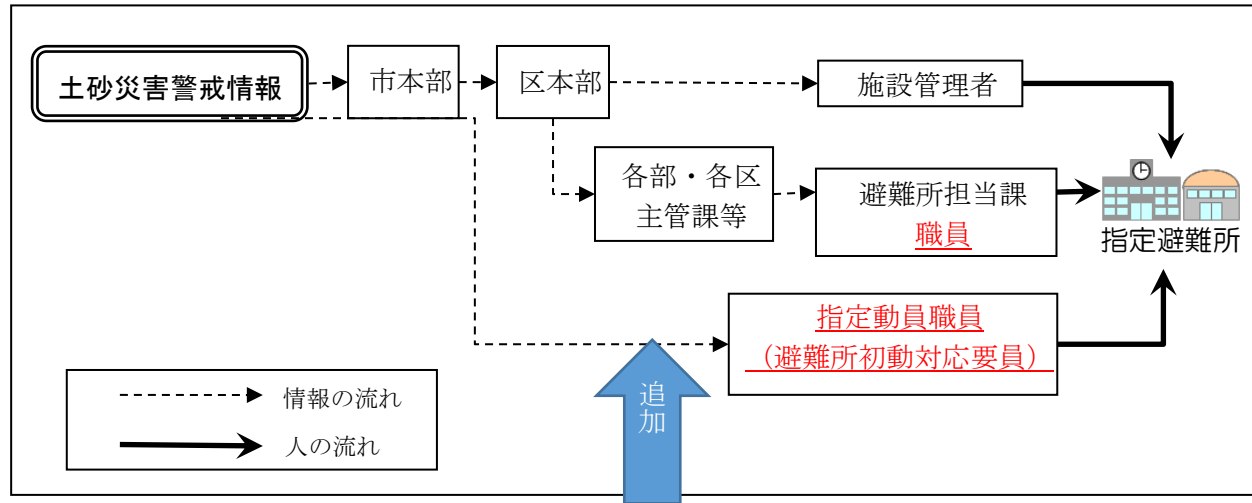 土砂災害警戒情報
市本部
区本部
施設管理者
各部・各区
主管課等
避難所担当課
職員
指定避難所
指定動員職員
（避難所初動対応要員）
追加
情報の流れ
人の流れ